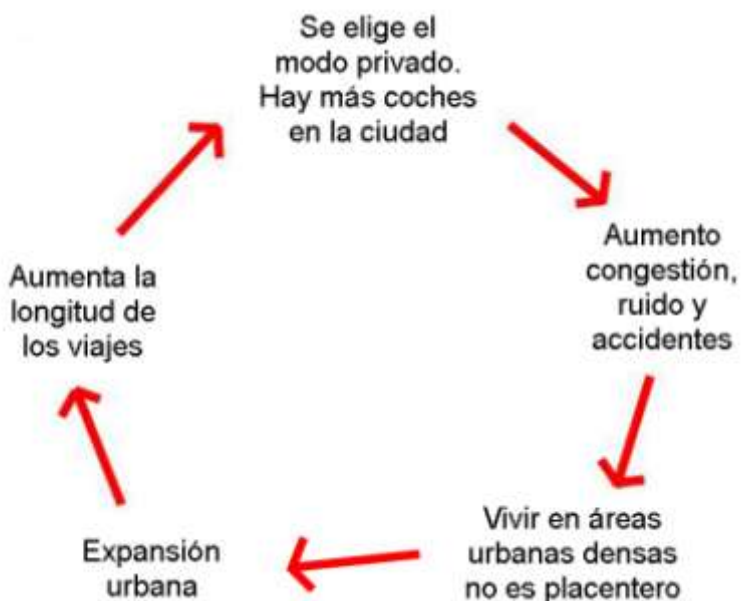 Se elige el
modo privado.
Hay más coches
en la ciudad
Aumento
congestión,
ruido y
accidentes
Vivir en áreas
urbanas densas
no es placentero
Expansión
urbana
Aumenta la
longitud de
los viajes